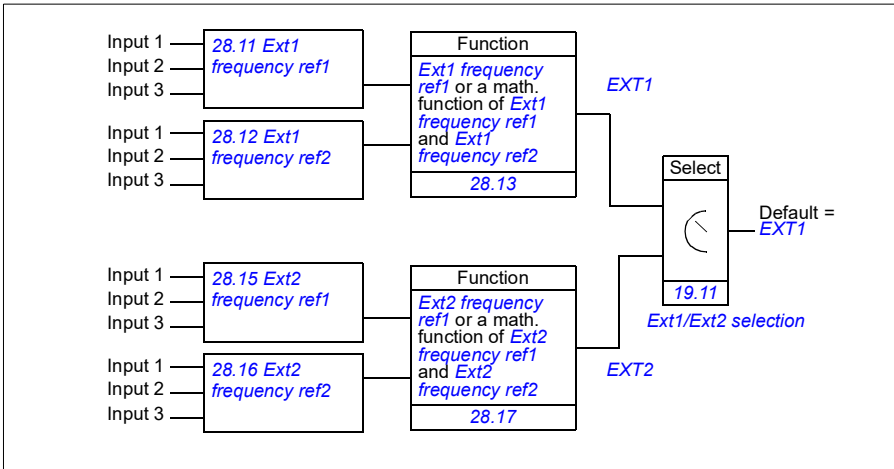 Input 1
Input 2
Input 3
28.11 Ext1
frequency ref1
Input 1
Input 2
Input 3
28.12 Ext1
frequency ref2
Function
Ext1 frequency
ref1 or a math.
function of Ext1
frequency ref1
and Ext1
frequency ref2
28.13
EXT1
Input 1
Input 2
Input 3
28.15 Ext2
frequency ref1
Input 1
Input 2
Input 3
28.16 Ext2
frequency ref2
Function
Ext2 frequency
ref1 or a math.
function of Ext2
frequency ref1
and Ext2
frequency ref2
28.17
EXT2
Select
19.11
Ext1/Ext2 selection
Default =
EXT1